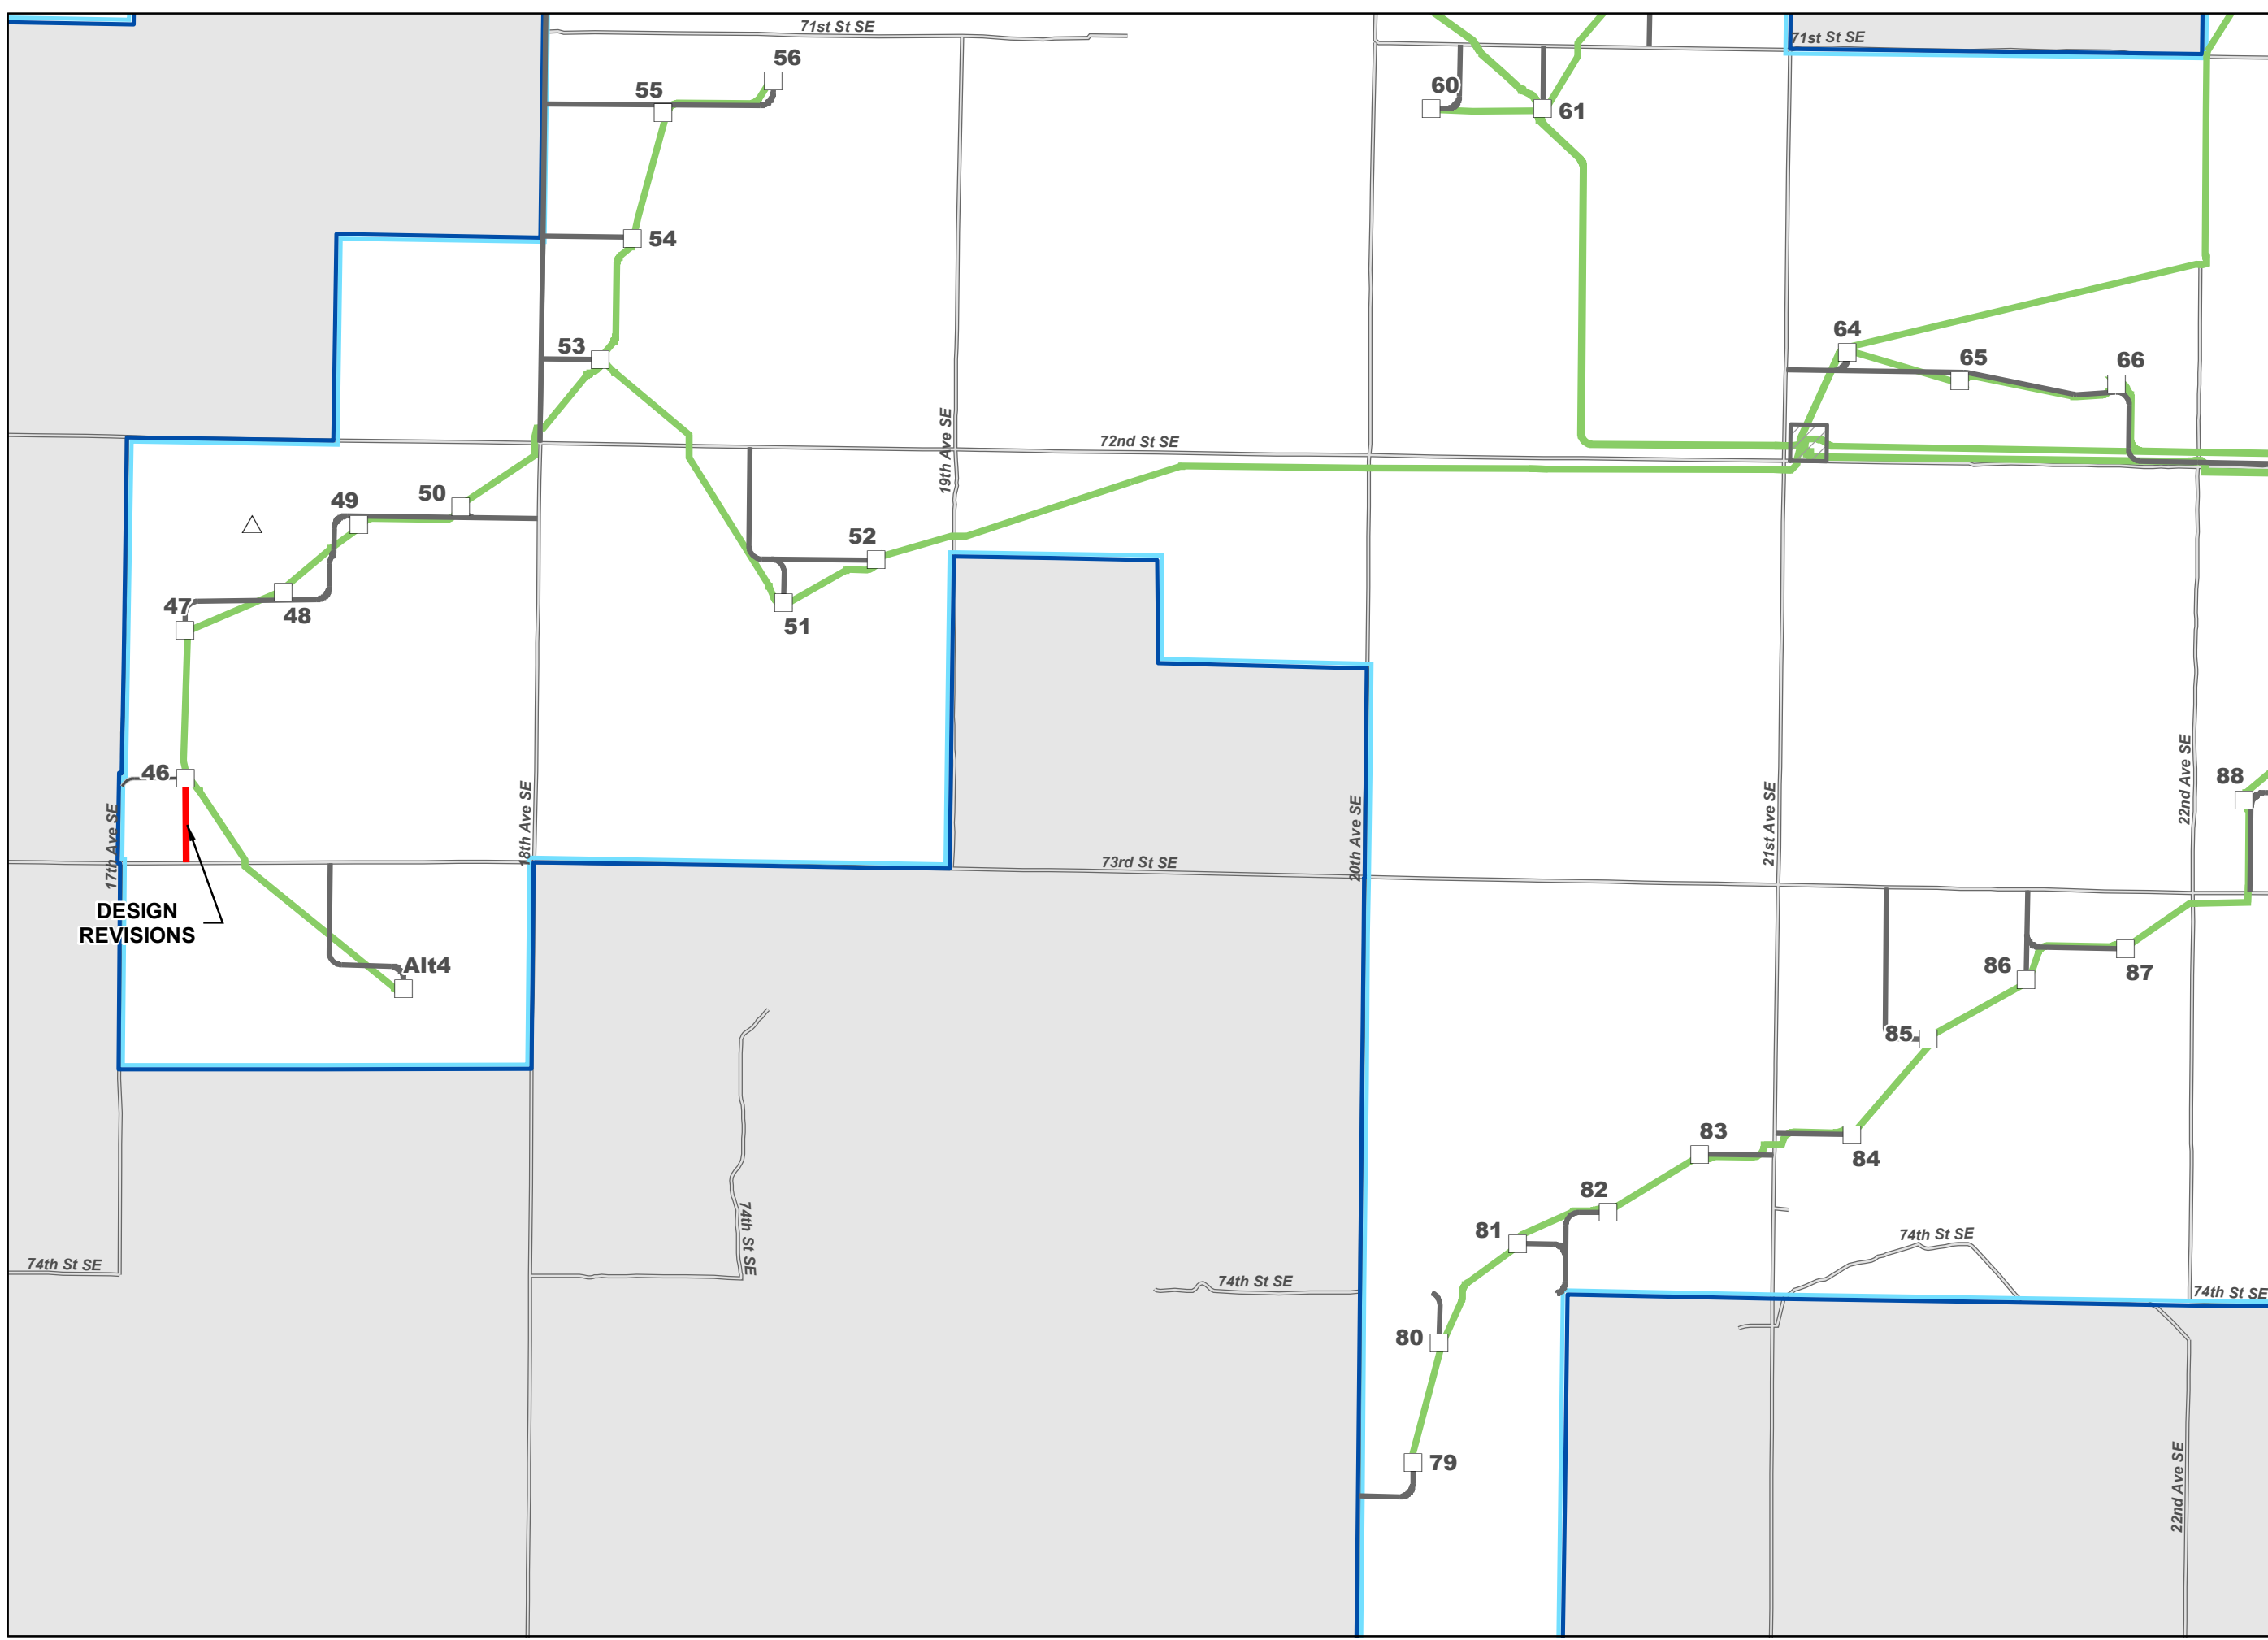 71st St SE
71st St SE
56
55
60
61
54
64
53
65
66
19th Ave SE
72nd St SE
49
50
52
47
48
51
46
17th Ave SE
18th Ave SE
20th Ave SE
21st Ave SE
22nd Ave SE
88
73rd St SE
DESIGN
REVISIONS
Alt4
86
87
85
83
84
82
81
74th St SE
74th St SE
74th St SE
74th St SE
74th St SE
80
79
22nd Ave SE